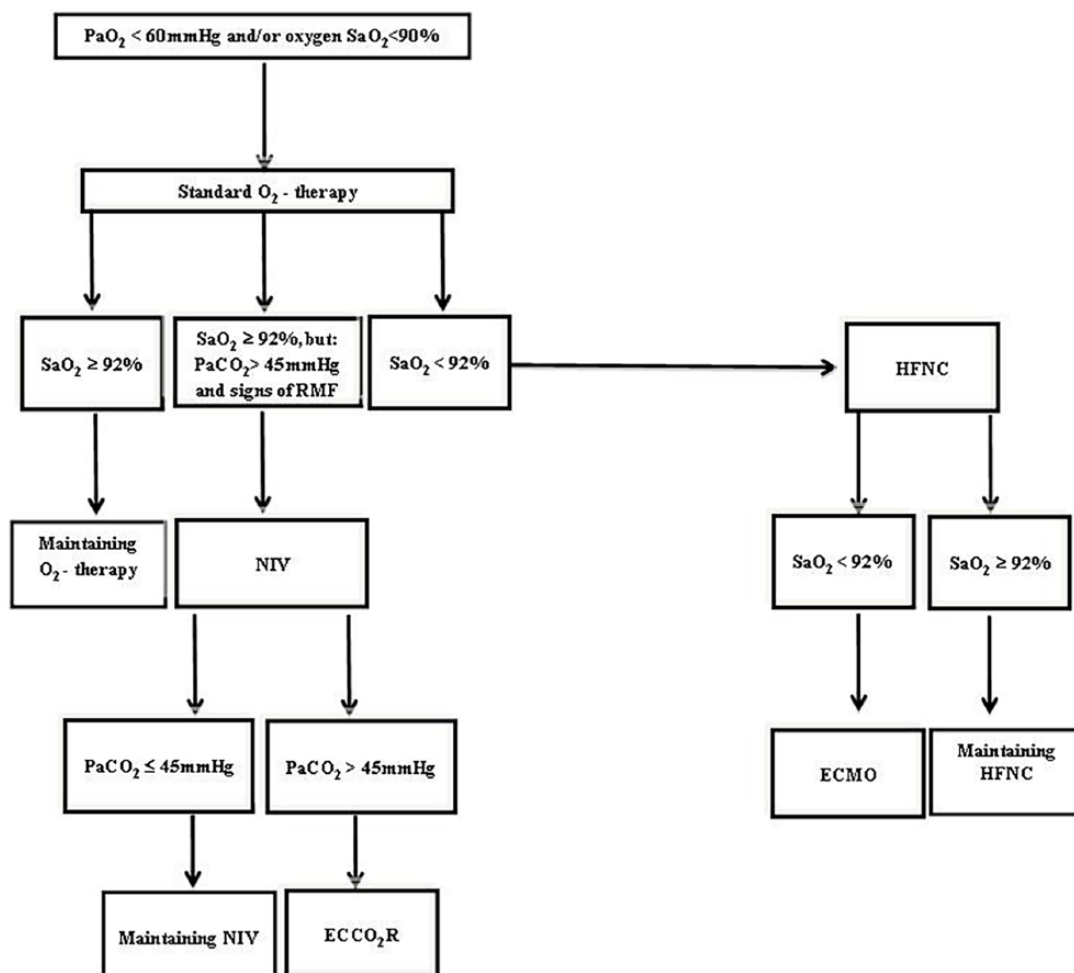 PaO₂ < 60mmHg and/or oxygen SaO₂<90%
Standard O₂ - therapy
SaO₂ ≥ 92%
SaO₂ ≥ 92%, but:
PaCO₂> 45mmHg
and signs of RMF
SaO₂ < 92%
HFNC
Maintaining
O₂- therapy
NIV
SaO₂ < 92%
SaO₂ ≥ 92%
PaCO₂ ≤ 45mmHg
PaCO₂ > 45mmHg
ECMO
Maintaining
HFNC
Maintaining NIV
ECCO₂R